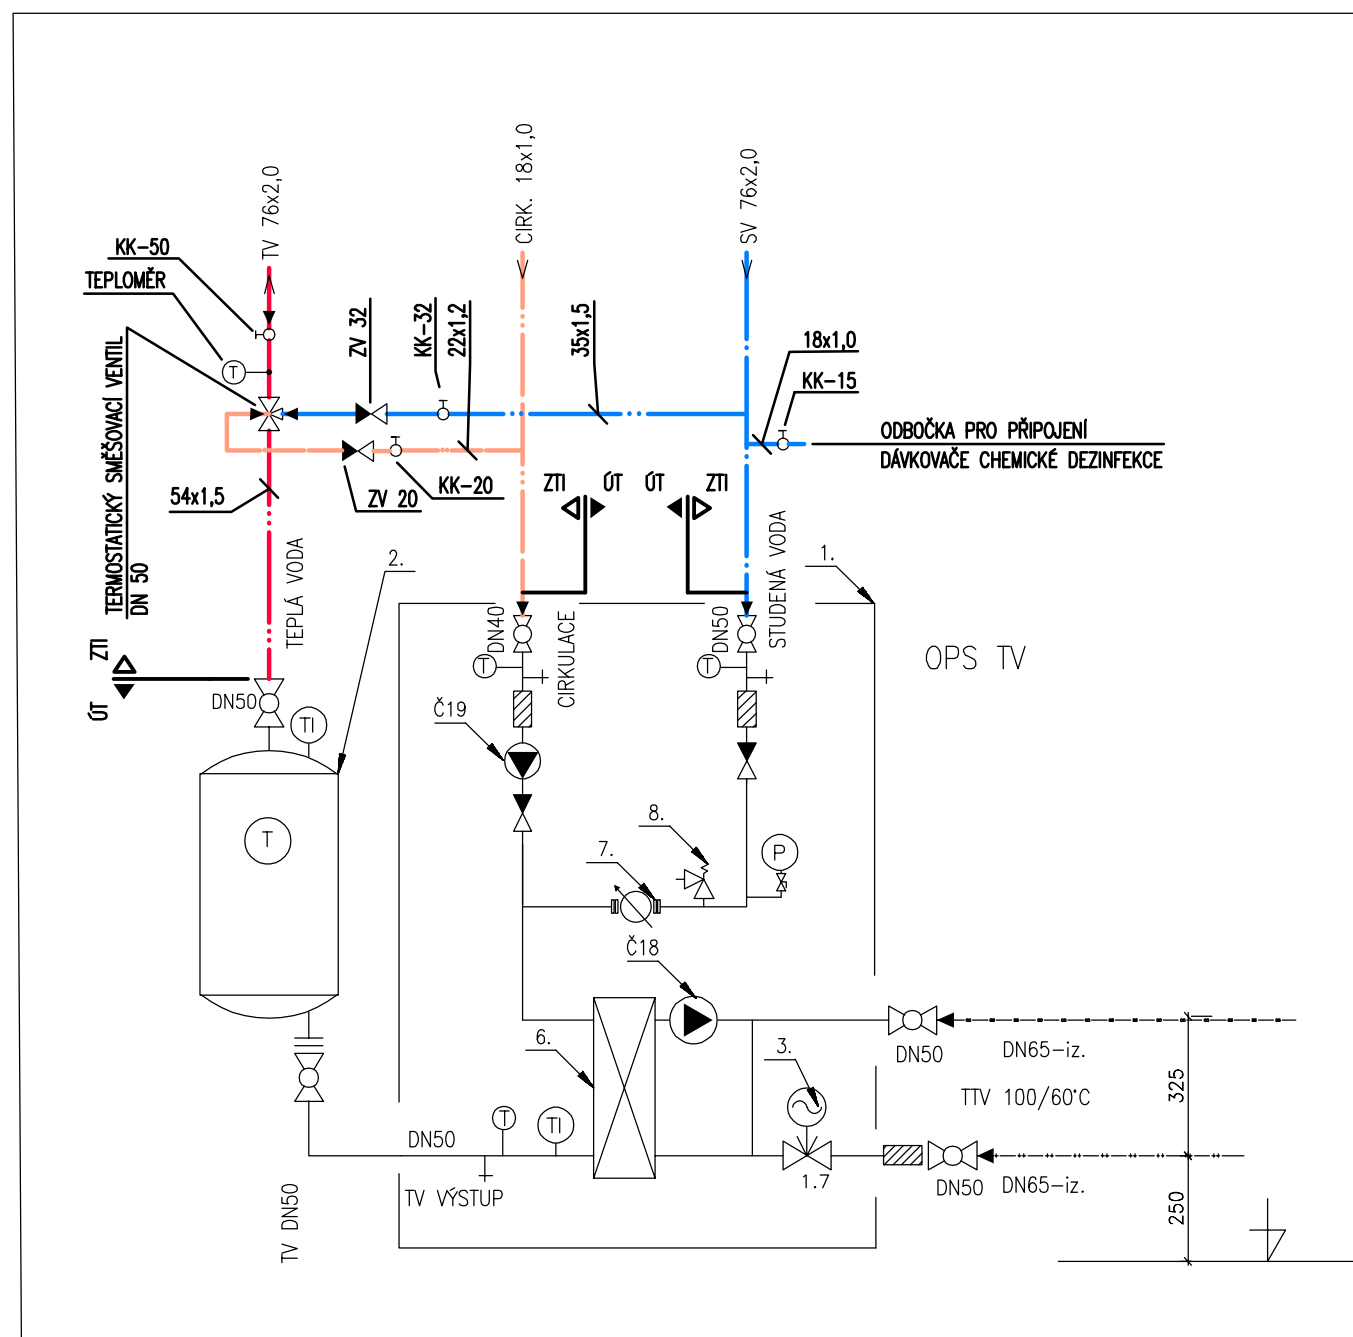 TV 76x2,0
CIRK. 18x1,0
SV 76x2,0
KK-50
TEPLOMĚR
TERMOSTATICKÝ SMĚŠOVACÍ VENTIL
DN 50
T
ZV 32
KK-32
22x1,2
35x1,5
18x1,0
KK-15
ODBOČKA PRO PŘIPOJENÍ
DÁVKOVAČE CHEMICKÉ DEZINFEKCE
54x1,5
ZV 20
KK-20
ZTI
ÚT
ÚT
ZTI
TEPLÁ VODA
2.
1.
DN40
CIRKULACE
DN50
STUDENÁ VODA
OPS TV
ZTI
ÚT
DN50
TI
T
T
Č19
T
8.
7.
P
Č18
6.
3.
DN50
DN65-iz.
TTV 100/60°C
325
DN50
T
TI
TV VÝSTUP
1.7
DN50
DN65-iz.
250
TV DN50